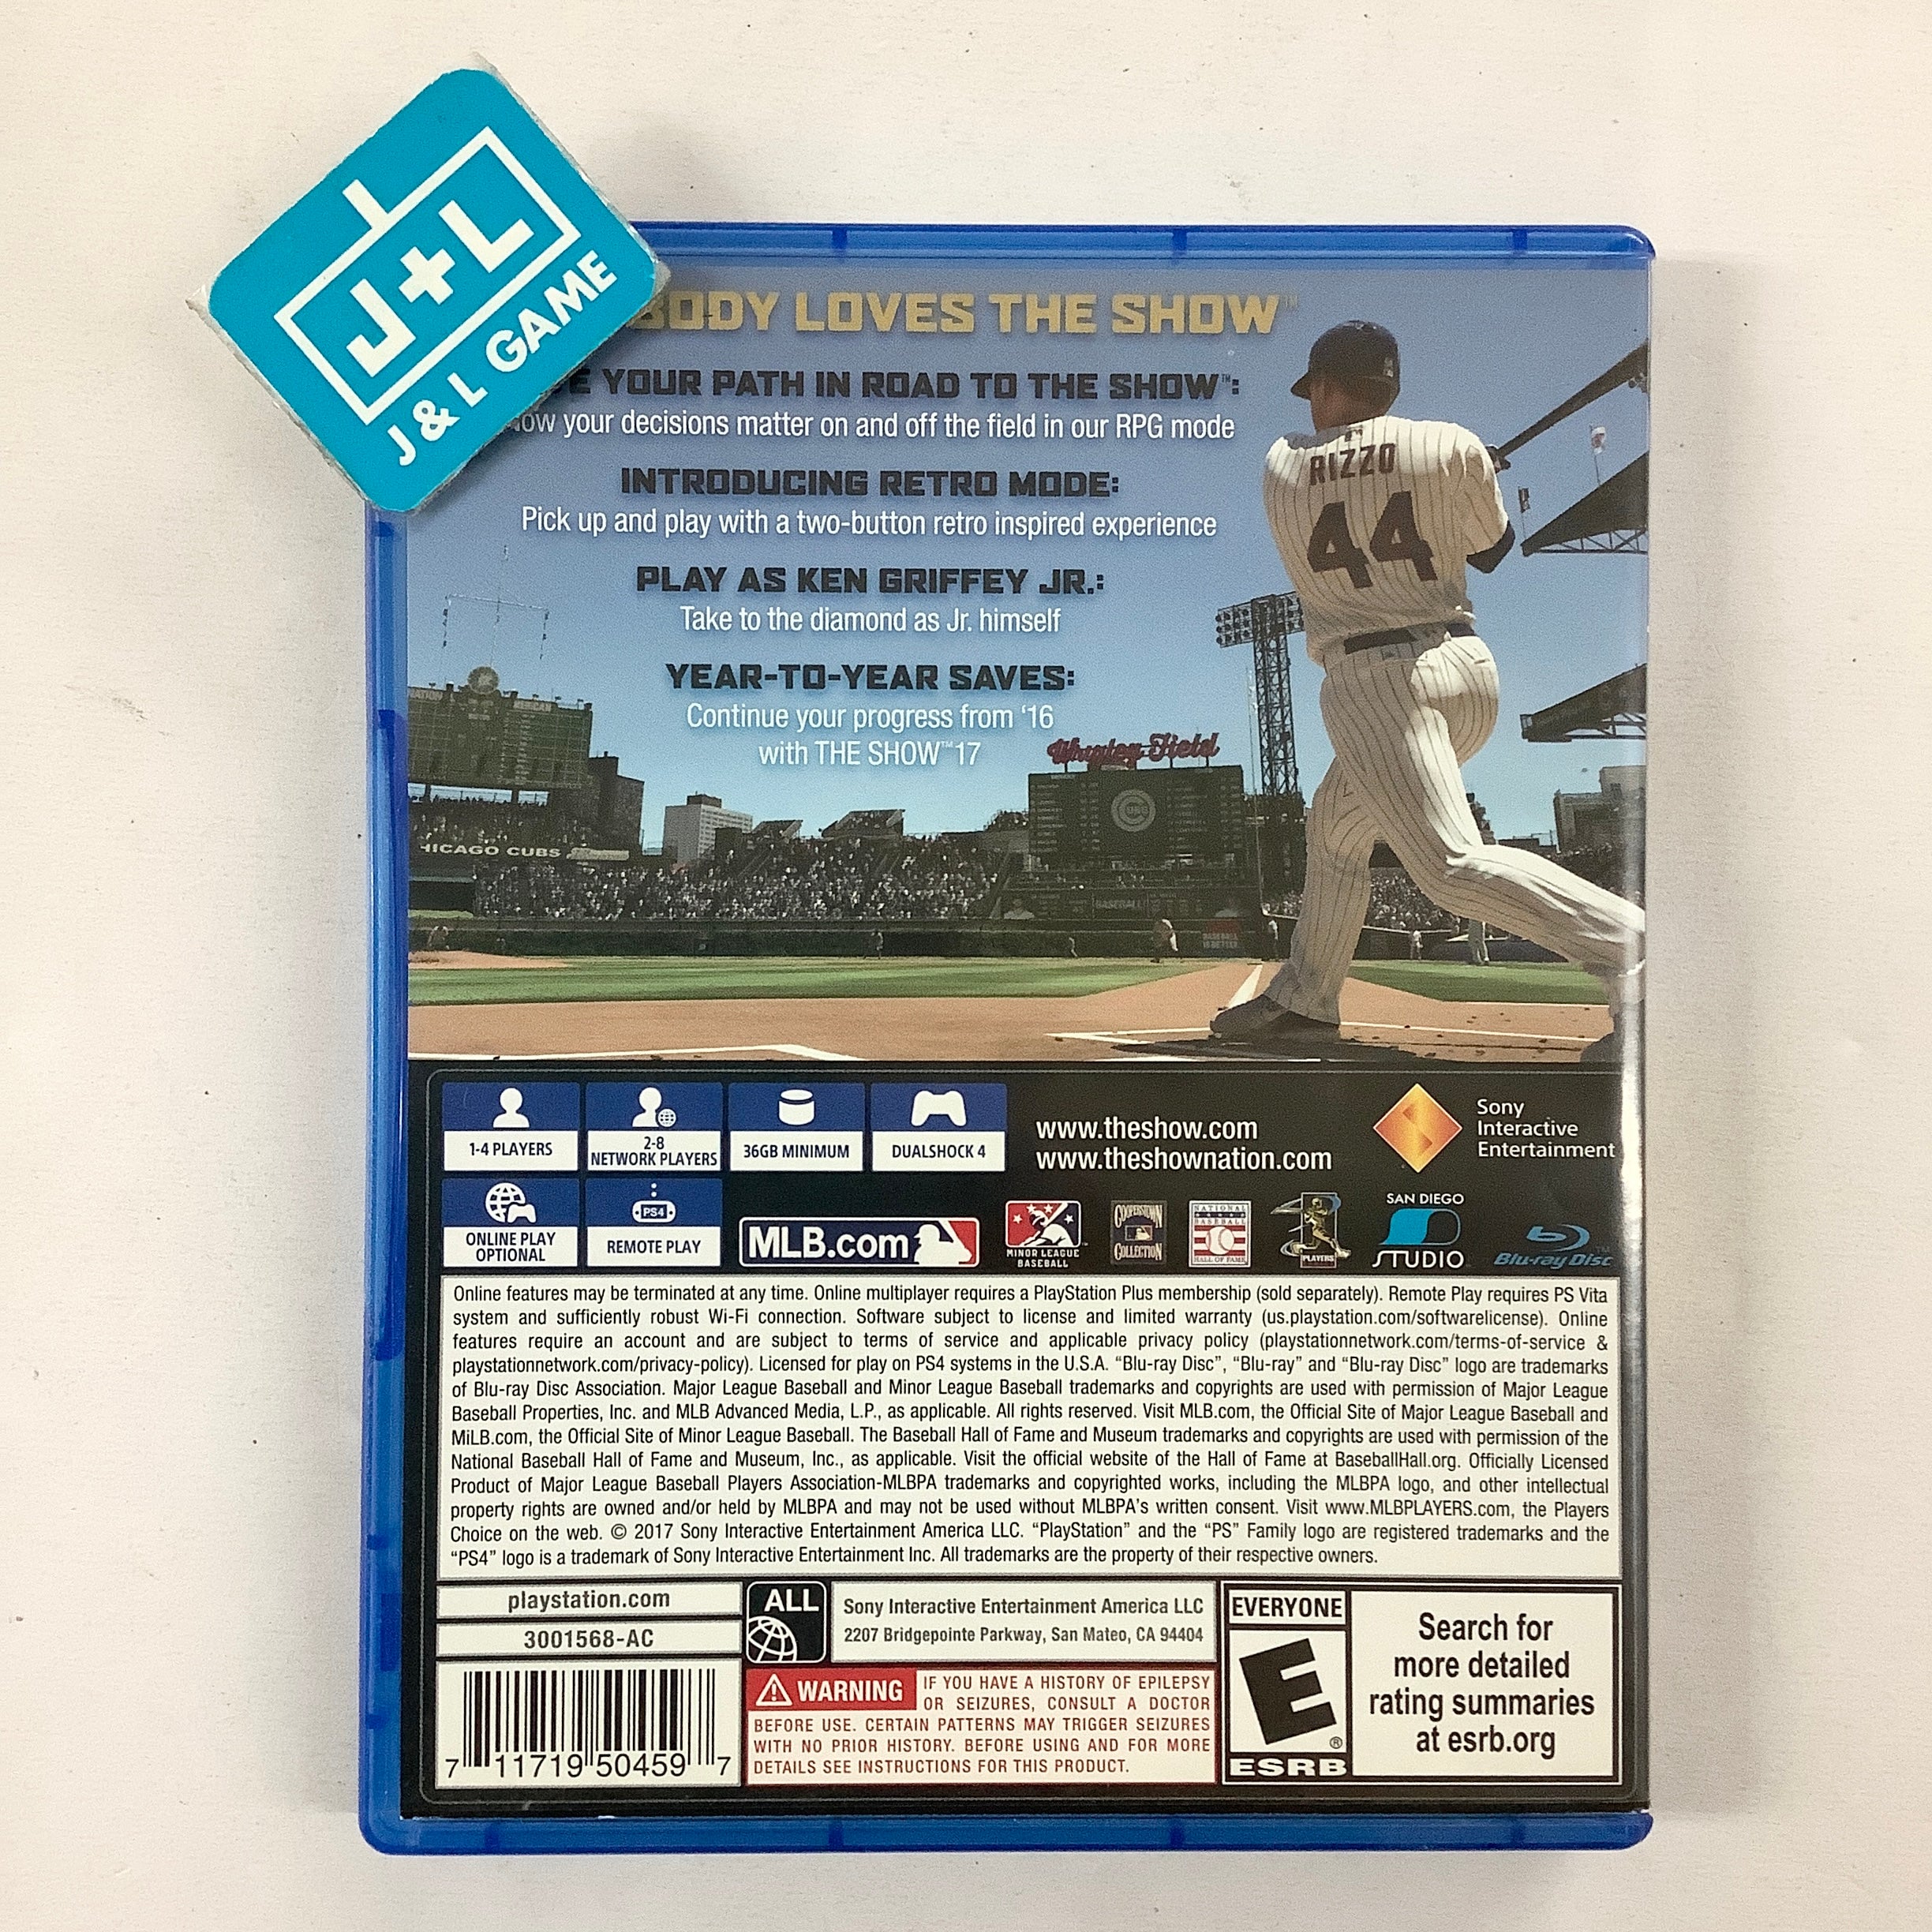 J+L
J & L GAME
BODY LOVES THE SHOW™
YOUR PATH IN ROAD TO THE SHOW™:
your decisions matter on and off the field in our RPG mode
INTRODUCING RETRO MODE:
Pick up and play with a two-button retro inspired experience
PLAY AS KEN GRIFFEY JR.:
Take to the diamond as Jr. himself
YEAR-TO-YEAR SAVES:
Continue your progress from ‘16
with THE SHOW™ 17
RIZZO
44
Wrigley Field
CHICAGO CUBS
1-4 PLAYERS
2-8
NETWORK PLAYERS
36GB MINIMUM
DUALSHOCK 4
www.theshow.com
www.theshownation.com
Sony
Interactive
Entertainment
ONLINE PLAY
OPTIONAL
PS4
REMOTE PLAY
MLB.com
MINOR LEAGUE
BASEBALL
COOPERSTOWN
COLLECTION
NATIONAL
BASEBALL
HALL OF FAME
PLAYERS
SAN DIEGO
STUDIO
Blu-ray Disc™
Online features may be terminated at any time. Online multiplayer requires a PlayStation Plus membership (sold separately). Remote Play requires PS Vita
system and sufficiently robust Wi-Fi connection. Software subject to license and limited warranty (us.playstation.com/softwarelicense). Online
features require an account and are subject to terms of service and applicable privacy policy (playstationnetwork.com/terms-of-service &
playstationnetwork.com/privacy-policy). Licensed for play on PS4 systems in the U.S.A. “Blu-ray Disc”, “Blu-ray” and “Blu-ray Disc” logo are trademarks
of Blu-ray Disc Association. Major League Baseball and Minor League Baseball trademarks and copyrights are used with permission of Major League
Baseball Properties, Inc. and MLB Advanced Media, L.P., as applicable. All rights reserved. Visit MLB.com, the Official Site of Major League Baseball and
MiLB.com, the Official Site of Minor League Baseball. The Baseball Hall of Fame and Museum trademarks and copyrights are used with permission of the
National Baseball Hall of Fame and Museum, Inc., as applicable. Visit the official website of the Hall of Fame at BaseballHall.org. Officially Licensed
Product of Major League Baseball Players Association-MLBPA trademarks and copyrighted works, including the MLBPA logo, and other intellectual
property rights are owned and/or held by MLBPA and may not be used without MLBPA’s written consent. Visit www.MLBPLAYERS.com, the Players
Choice on the web. © 2017 Sony Interactive Entertainment America LLC. “PlayStation” and the “PS” Family logo are registered trademarks and the
“PS4” logo is a trademark of Sony Interactive Entertainment Inc. All trademarks are the property of their respective owners.
playstation.com
3001568-AC
7 11719 50459 7
ALL
Sony Interactive Entertainment America LLC
2207 Bridgepointe Parkway, San Mateo, CA 94404
WARNING IF YOU HAVE A HISTORY OF EPILEPSY
OR SEIZURES, CONSULT A DOCTOR
BEFORE USE. CERTAIN PATTERNS MAY TRIGGER SEIZURES
WITH NO PRIOR HISTORY. BEFORE USING AND FOR MORE
DETAILS SEE INSTRUCTIONS FOR THIS PRODUCT.
EVERYONE
E
®
ESRB
Search for
more detailed
rating summaries
at esrb.org